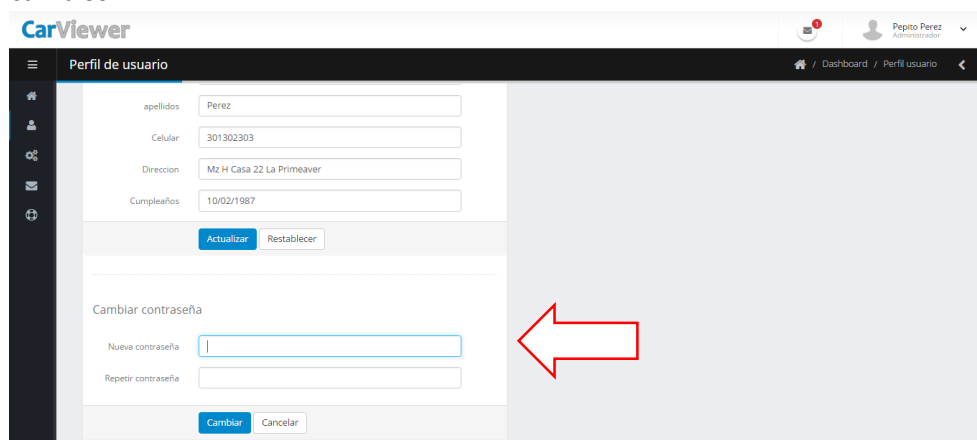 CarViewer
1
Pepito Perez
Administrador
Perfil de usuario
/ Dashboard / Perfil usuario
apellidos
Perez
Celular
301302303
Direccion
Mz H Casa 22 La Primeaver
Cumpleaños
10/02/1987
Actualizar
Restablecer
Cambiar contraseña
Nueva contraseña
Repetir contraseña
Cambiar
Cancelar